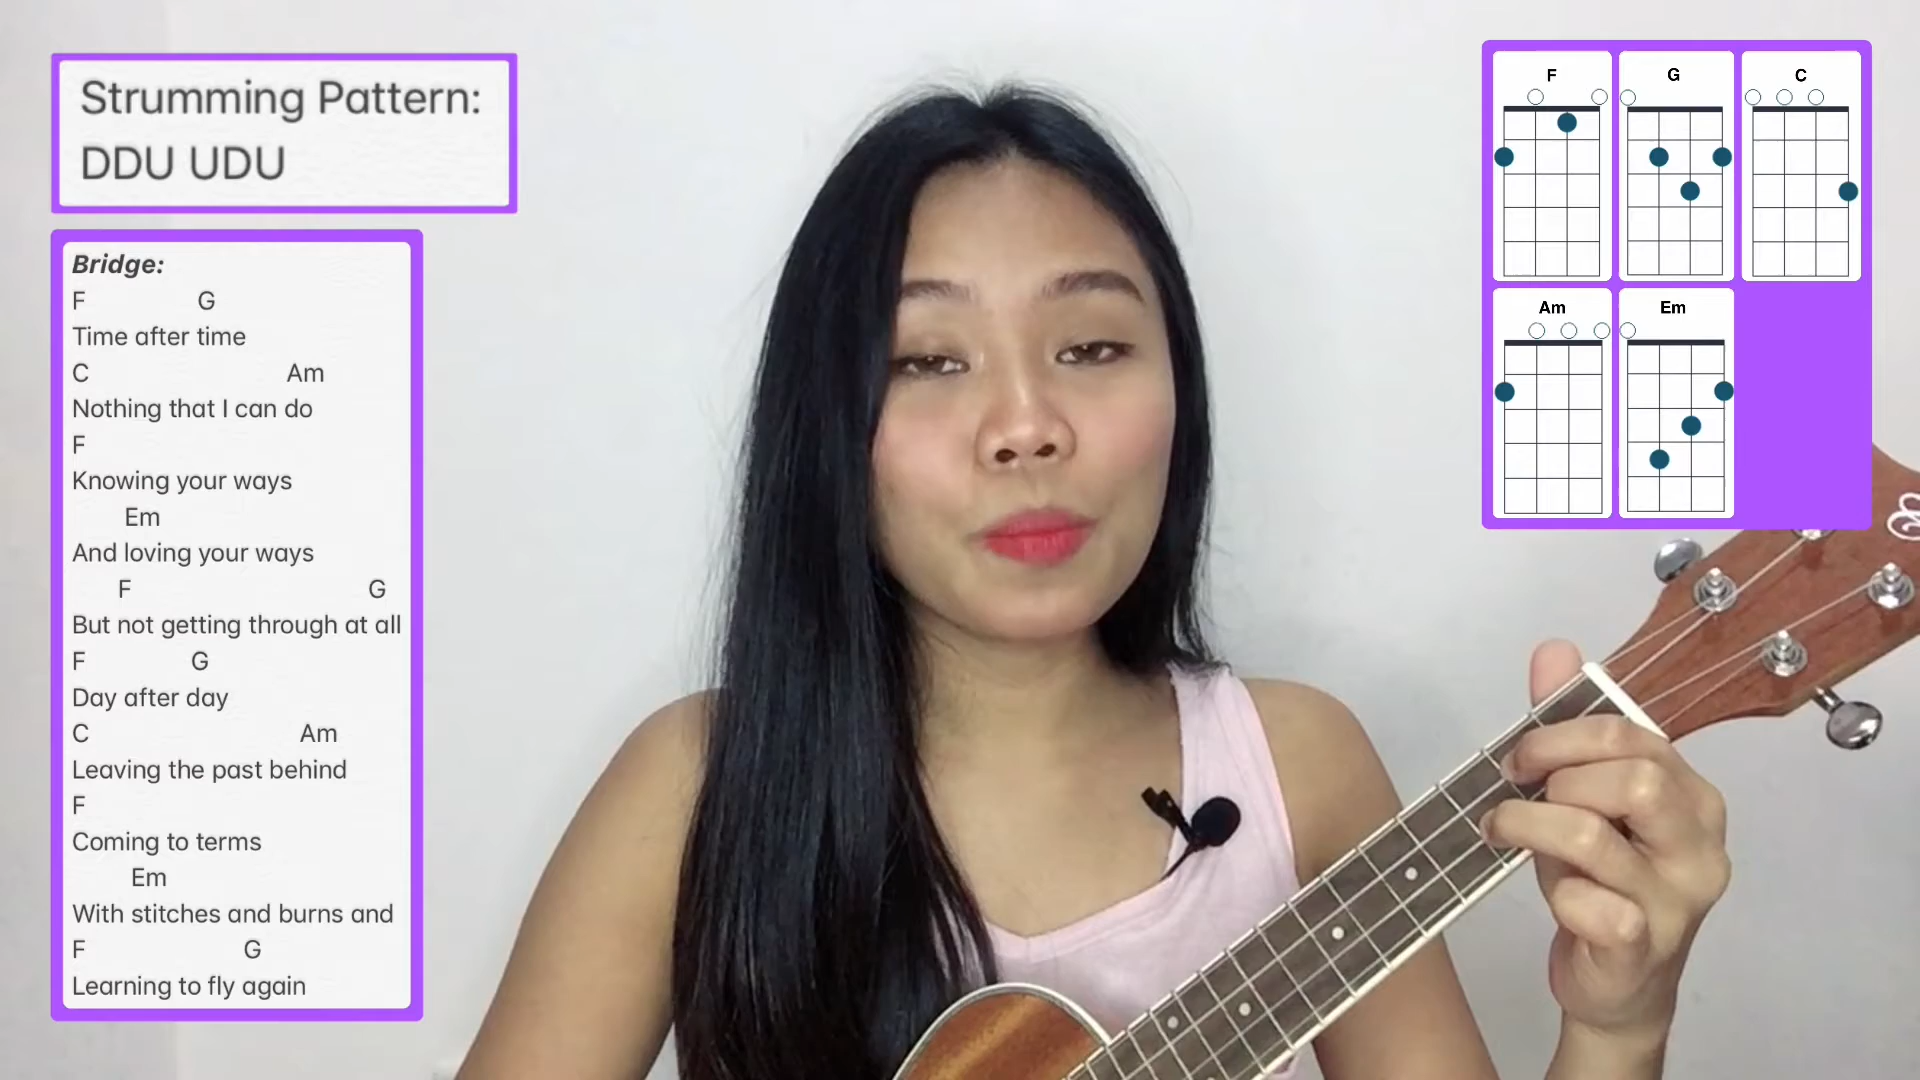 Strumming Pattern:
DDU UDU
Bridge:
F G
Time after time
C Am
Nothing that I can do
F
Knowing your ways
Em
And loving your ways
F G
But not getting through at all
F G
Day after day
C Am
Leaving the past behind
F
Coming to terms
Em
With stitches and burns and
F G
Learning to fly again
F G C
Am Em